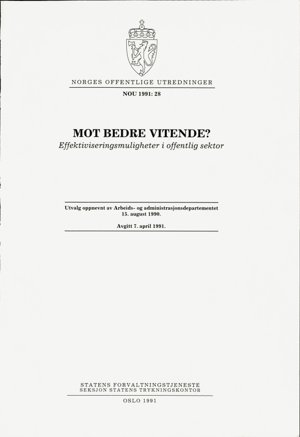 NORGES OFFENTLIGE UTREDNINGER
NOU 1991: 28
MOT BEDRE VITENDE?
Effektiviseringsmuligheter i offentlig sektor
Utvalg oppnevnt av Arbeids- og administrasjonsdepartementet
15. august 1990.
Avgitt 7. april 1991.
STATENS FORVALTNINGSTJENESTE
SEKSJON STATENS TRYKNINGSKONTOR
OSLO 1991